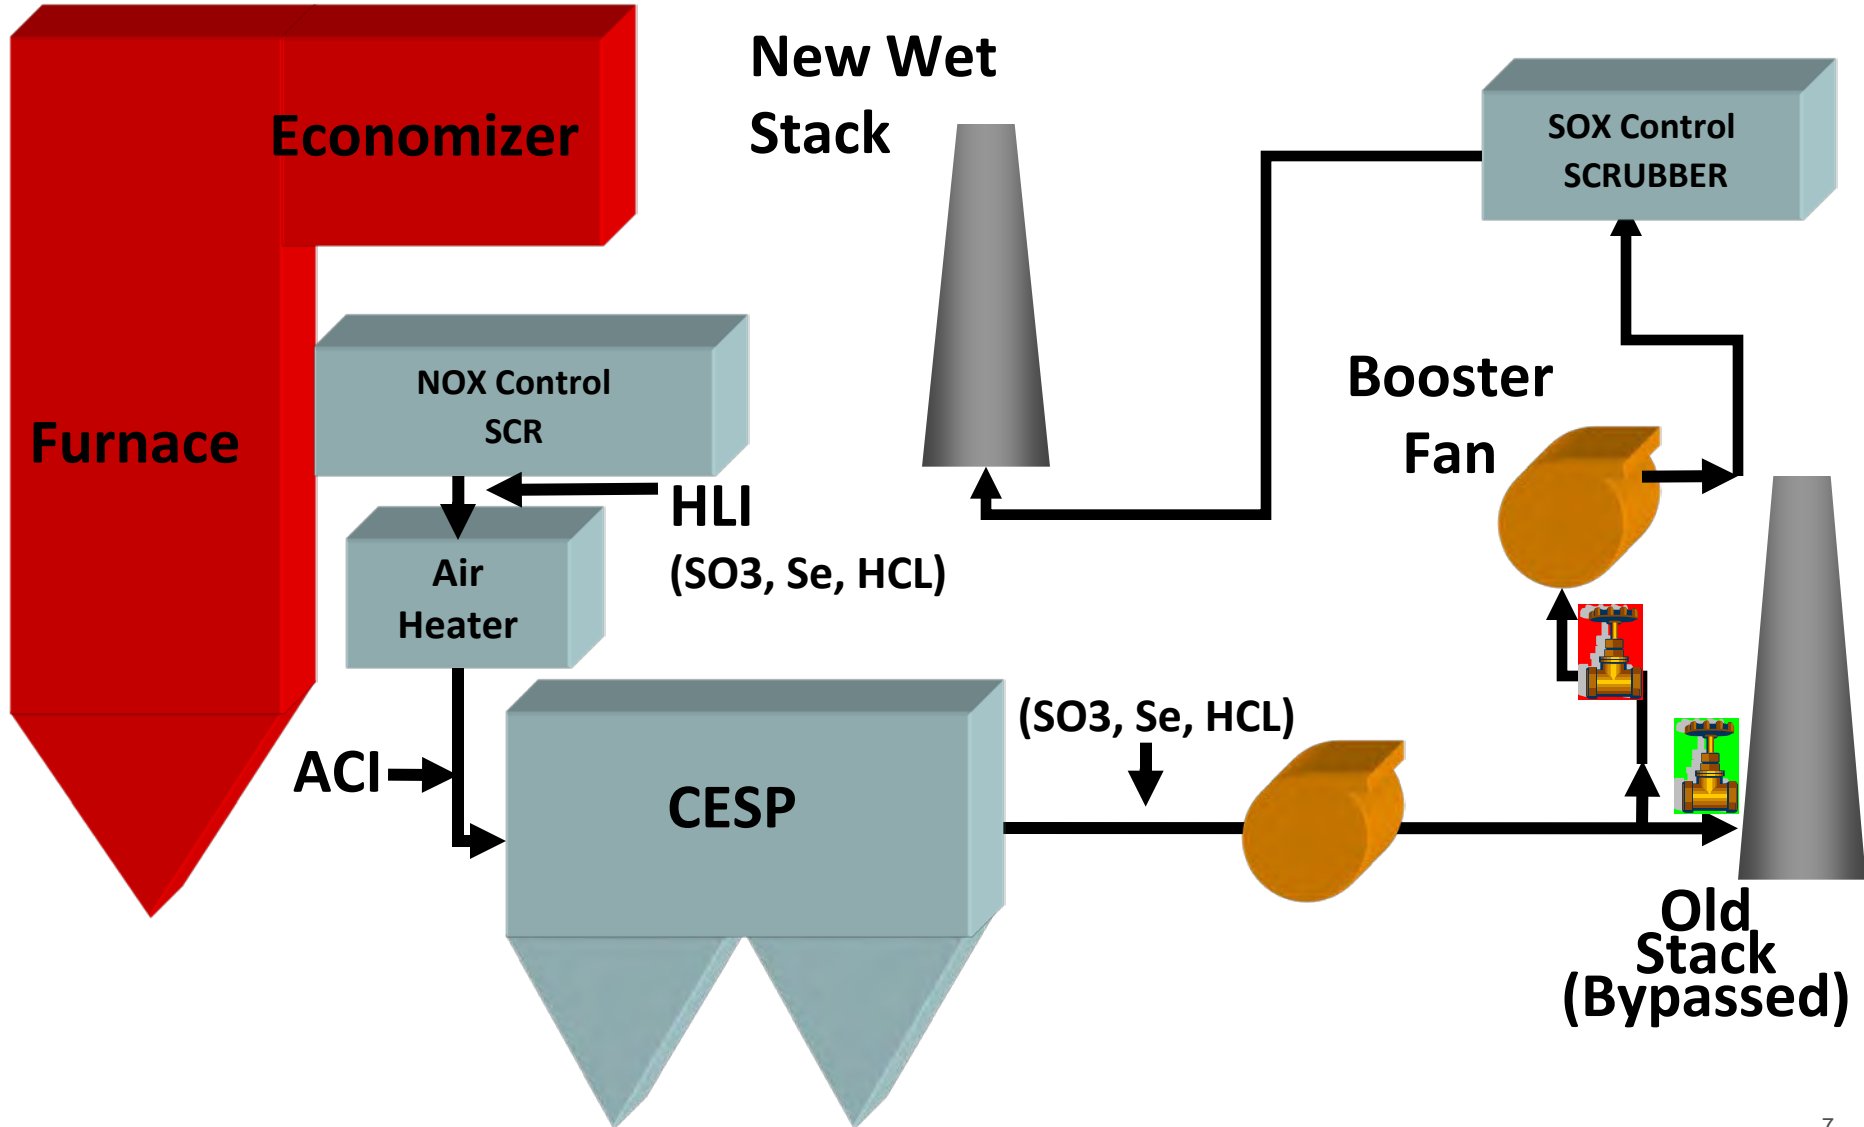 New Wet
Stack
Economizer
SOX Control
SCRUBBER
NOX Control
SCR
Furnace
Booster
Fan
HLI
(SO3, Se, HCL)
Air
Heater
(SO3, Se, HCL)
ACI
CESP
Old
Stack
(Bypassed)
7